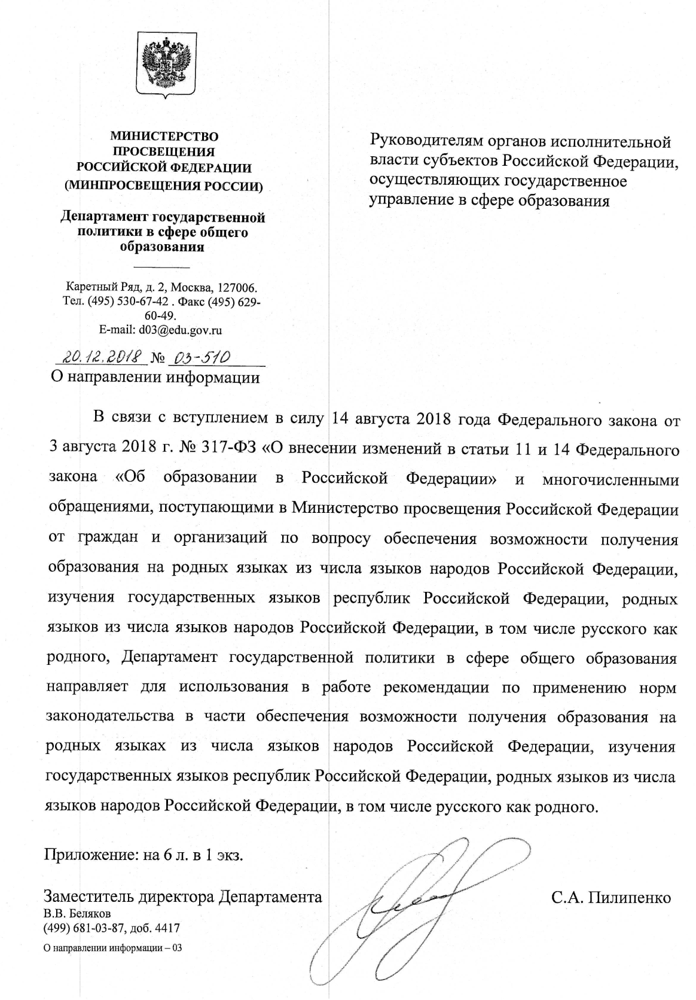 МИНИСТЕРСТВО
ПРОСВЕЩЕНИЯ
РОССИЙСКОЙ ФЕДЕРАЦИИ
(МИНПРОСВЕЩЕНИЯ РОССИИ)
Департамент государственной
политики в сфере общего
образования
Каретный Ряд, д. 2, Москва, 127006.
Тел. (495) 530-67-42 . Факс (495) 629-
60-49.
E-mail: d03@edu.gov.ru
20.12.2018 № 03-510
О направлении информации
Руководителям органов исполнительной
власти субъектов Российской Федерации,
осуществляющих государственное
управление в сфере образования
В связи с вступлением в силу 14 августа 2018 года Федерального закона от
3 августа 2018 г. № 317-ФЗ «О внесении изменений в статьи 11 и 14 Федерального
закона «Об образовании в Российской Федерации» и многочисленными
обращениями, поступающими в Министерство просвещения Российской Федерации
от граждан и организаций по вопросу обеспечения возможности получения
образования на родных языках из числа языков народов Российской Федерации,
изучения государственных языков республик Российской Федерации, родных
языков из числа языков народов Российской Федерации, в том числе русского как
родного, Департамент государственной политики в сфере общего образования
направляет для использования в работе рекомендации по применению норм
законодательства в части обеспечения возможности получения образования на
родных языках из числа языков народов Российской Федерации, изучения
государственных языков республик Российской Федерации, родных языков из числа
языков народов Российской Федерации, в том числе русского как родного.
Приложение: на 6 л. в 1 экз.
Заместитель директора Департамента
С.А. Пилипенко
В.В. Беляков
(499) 681-03-87, доб. 4417
О направлении информации – 03